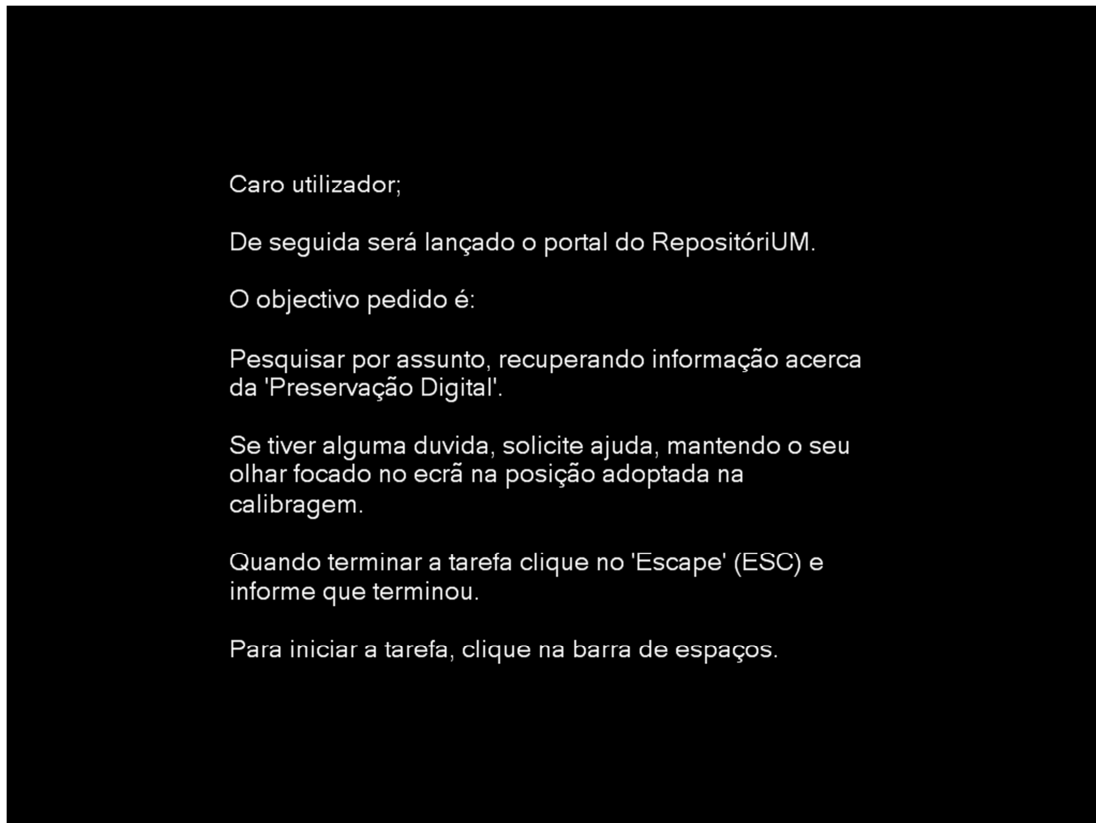 Caro utilizador;
De seguida será lançado o portal do RepositóriUM.
O objectivo pedido é:
Pesquisar por assunto, recuperando informação acerca
da 'Preservação Digital'.
Se tiver alguma duvida, solicite ajuda, mantendo o seu
olhar focado no ecrã na posição adoptada na
calibragem.
Quando terminar a tarefa clique no 'Escape' (ESC) e
informe que terminou.
Para iniciar a tarefa, clique na barra de espaços.